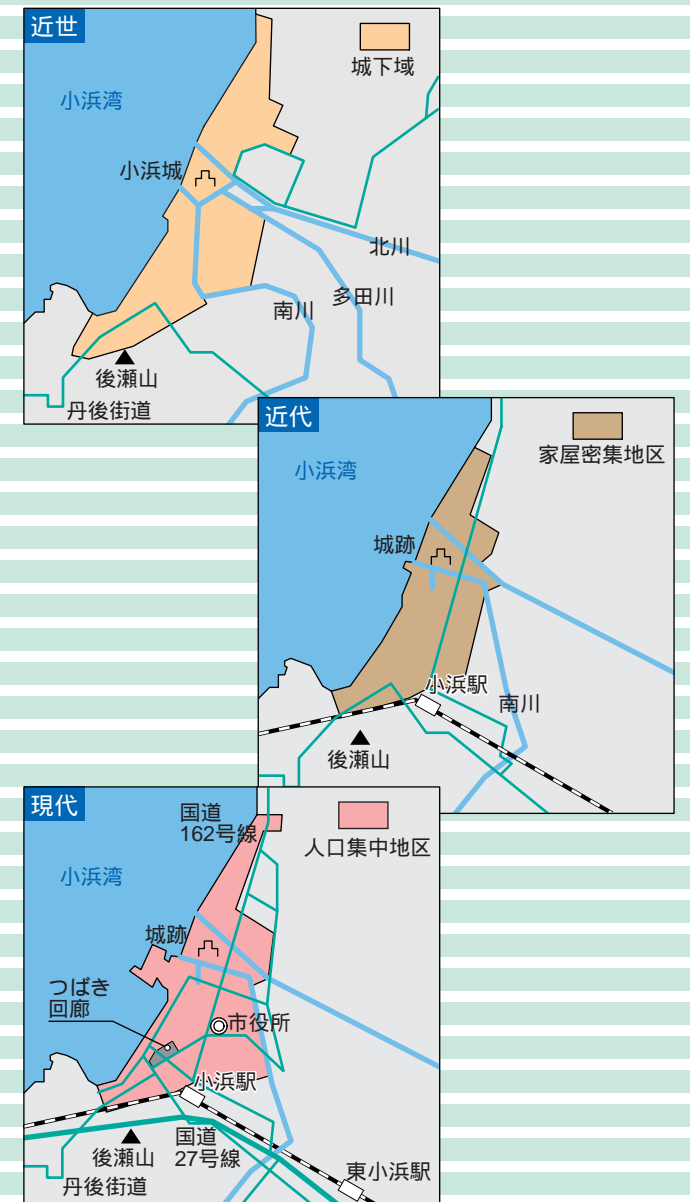 近世
城下域
小浜湾
小浜城
北川
多田川
南川
後瀬山
丹後街道
近代
家屋密集地区
小浜湾
城跡
小浜駅
南川
後瀬山
現代
国道
162号線
人口集中地区
小浜湾
城跡
つばき
回廊
市役所
小浜駅
国道
27号線
後瀬山
東小浜駅
丹後街道